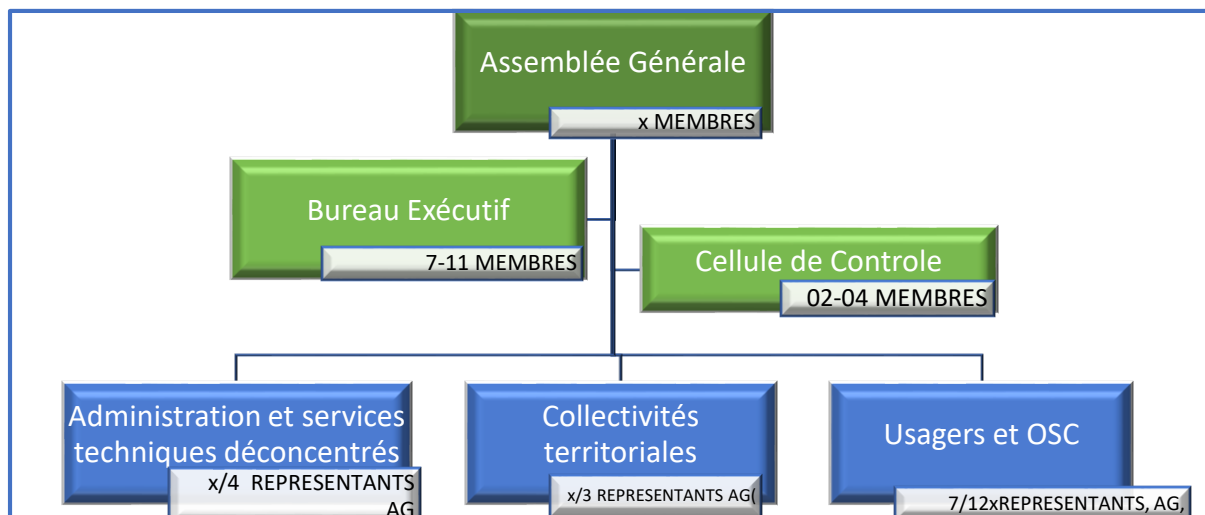 Assemblée Générale
x MEMBRES
Bureau Exécutif
7-11 MEMBRES
Cellule de Controle
02-04 MEMBRES
Administration et services
techniques déconcentrés
x/4 REPRESENTANTS
AG
Collectivités
territoriales
x/3 REPRESENTANTS AG(
Usagers et OSC
7/12xREPRESENTANTS, AG,